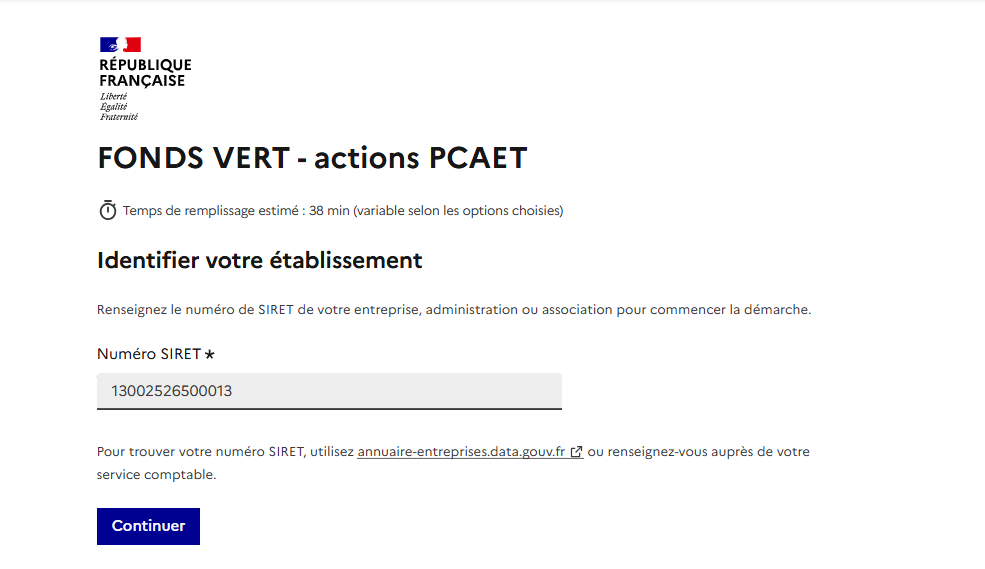 RÉPUBLIQUE
FRANÇAISE
Liberté
Égalité
Fraternité
FONDS VERT - actions PCAET
Temps de remplissage estimé : 38 min (variable selon les options choisies)
Identifier votre établissement
Renseignez le numéro de SIRET de votre entreprise, administration ou association pour commencer la démarche.
Numéro SIRET *
13002526500013
Pour trouver votre numéro SIRET, utilisez annuaire-entreprises.data.gouv.fr ou renseignez-vous auprès de votre
service comptable.
Continuer